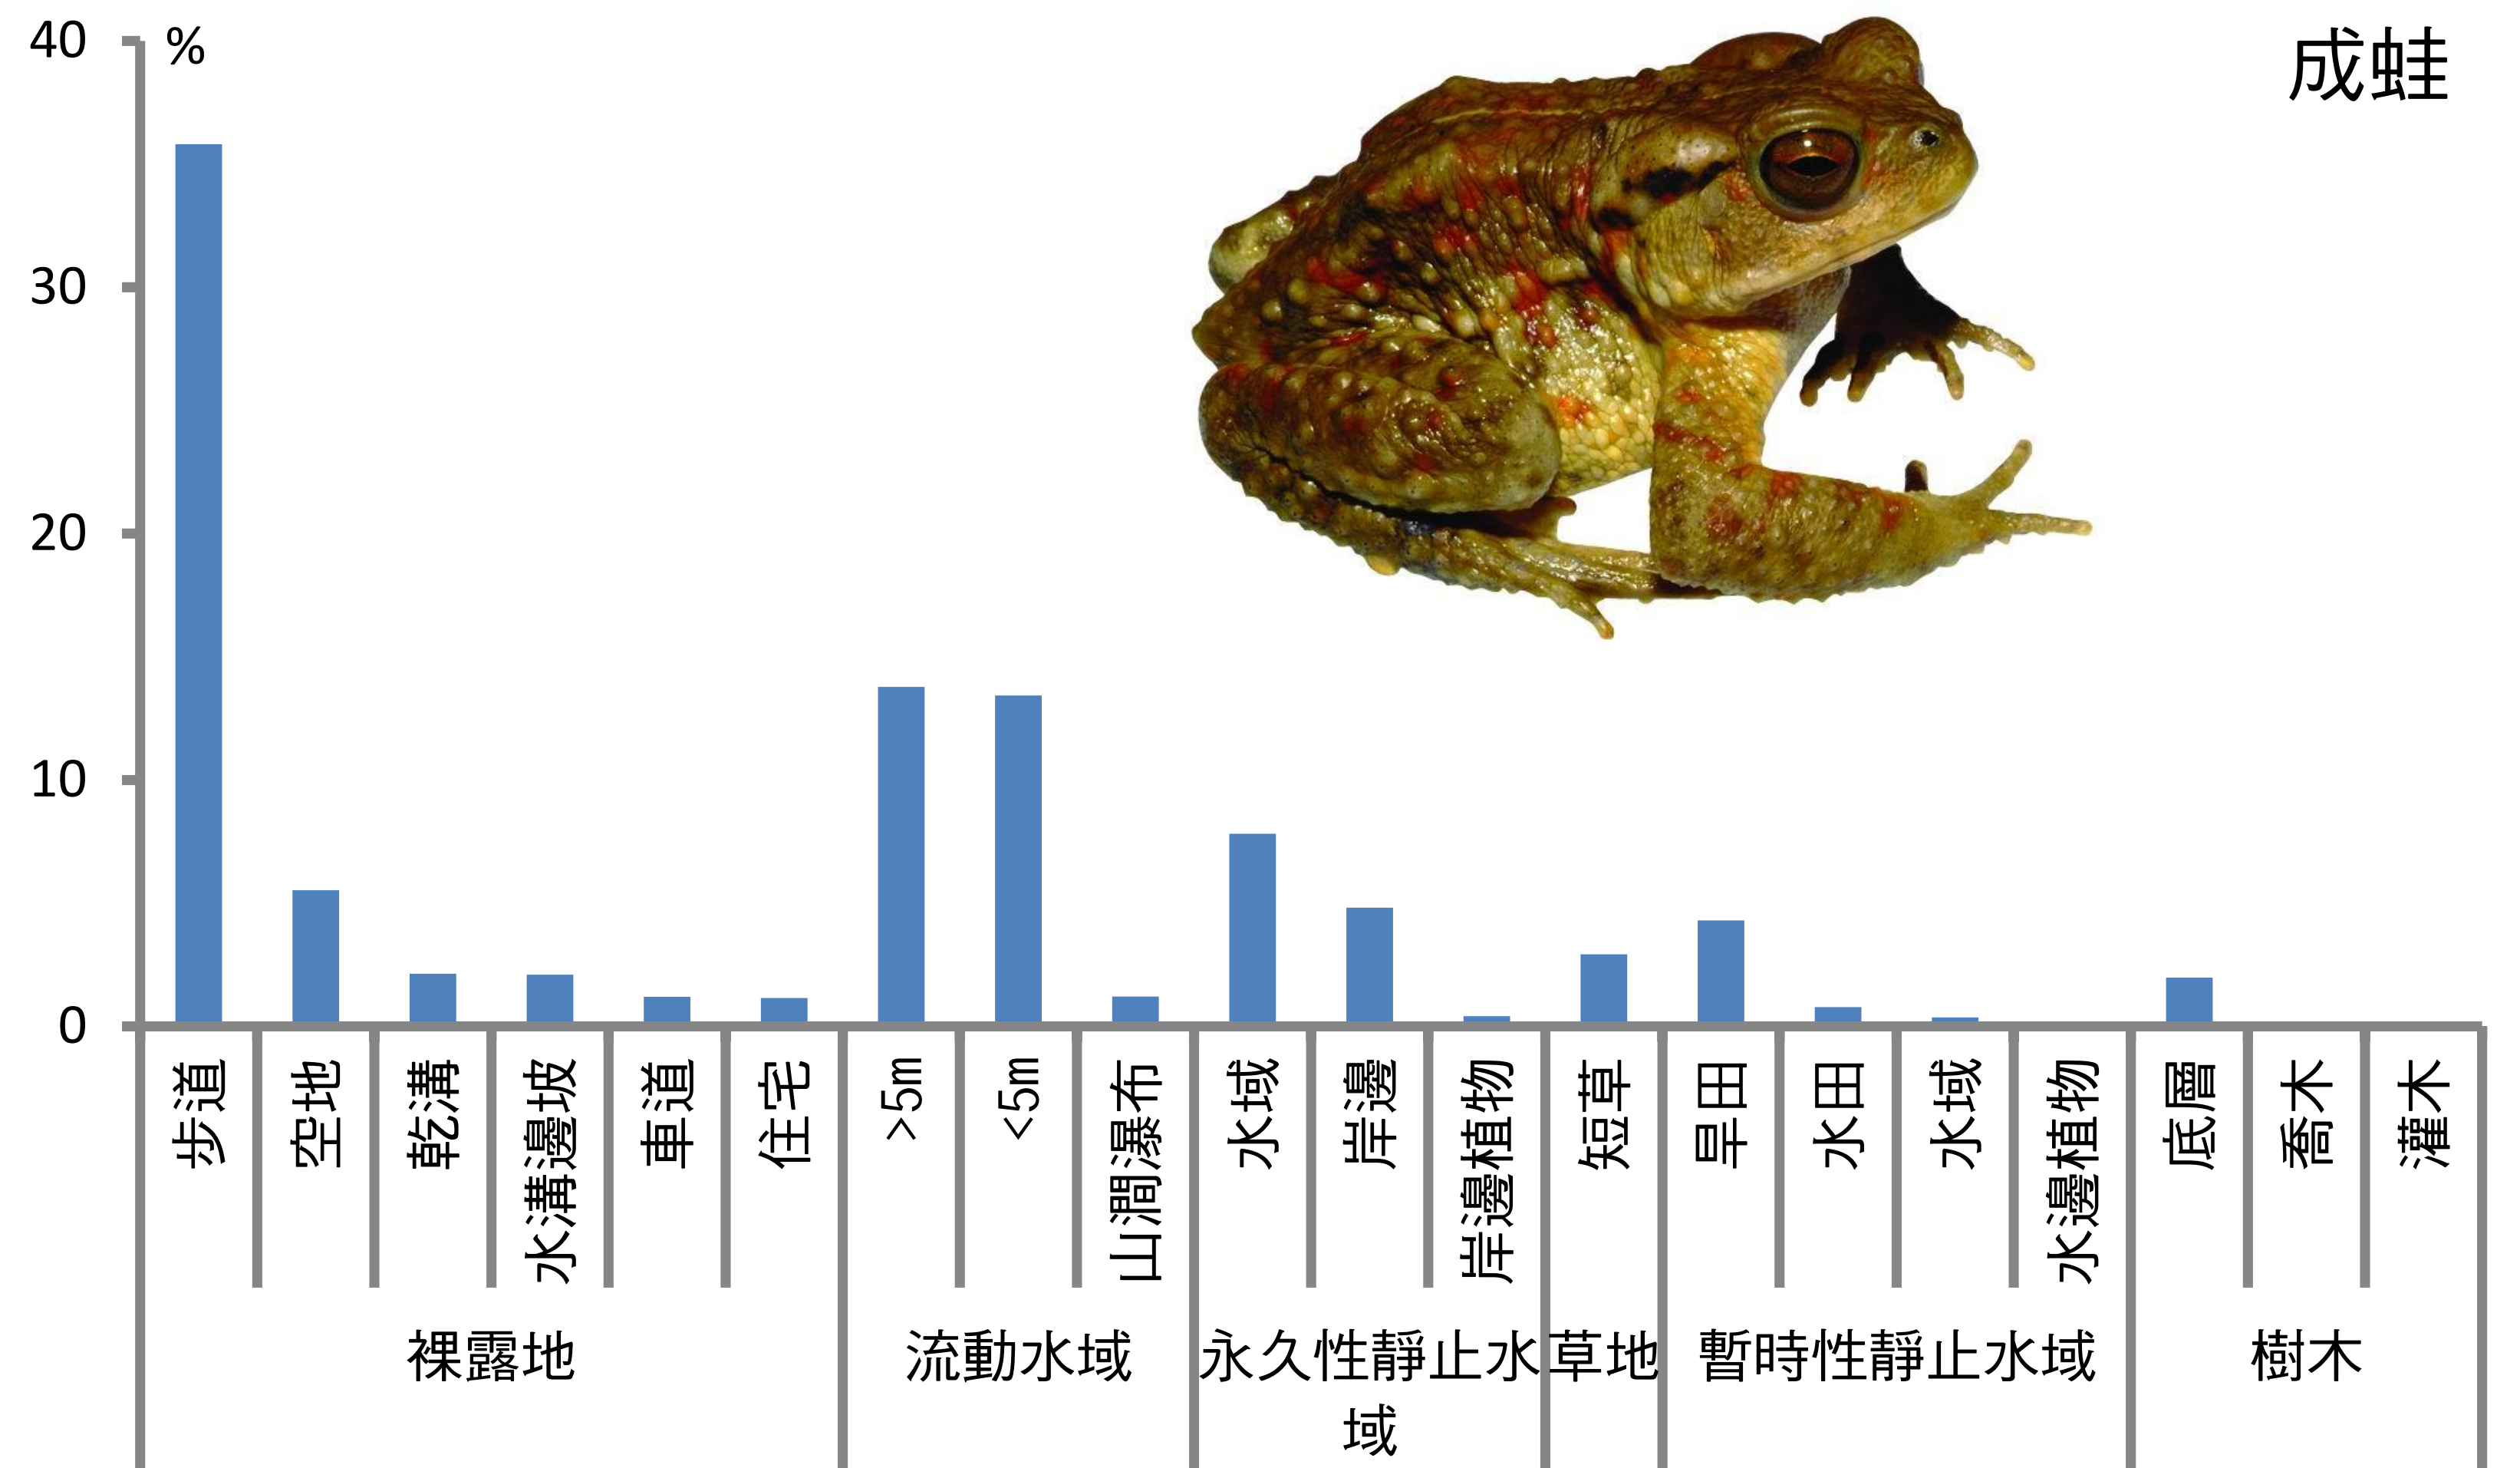 成蛙
%
40
30
20
10
0
步道
空地
乾溝
水溝邊坡
車道
住宅
>5m
<5m
山澗瀑布
水域
岸邊
岸邊植物
短草
旱田
水田
水域
水邊植物
底層
喬木
灌木
裸露地
流動水域
永久性靜止水
域
草地
暫時性靜止水域
樹木